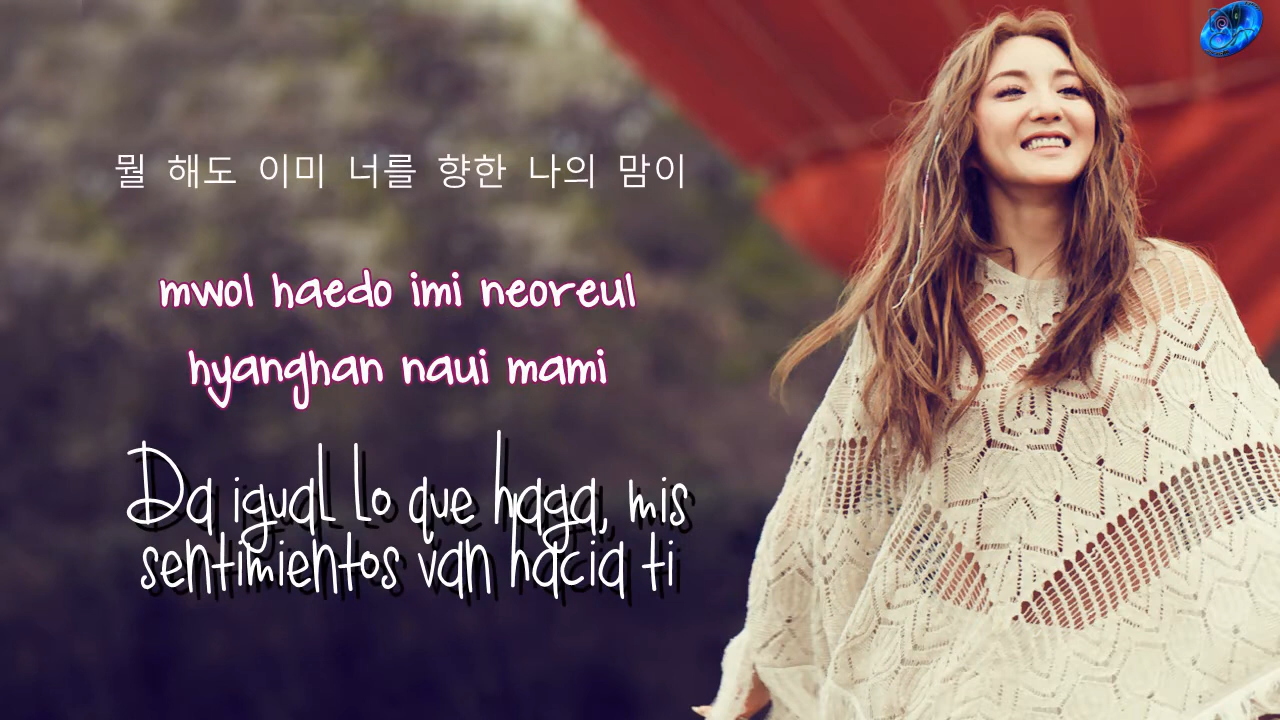 뭘 해도 이미 너를 향한 나의 맘이
mwol haedo imi neoreul
hyanghan naui mami
Da igual lo que haga, mis
sentimientos van hacia ti